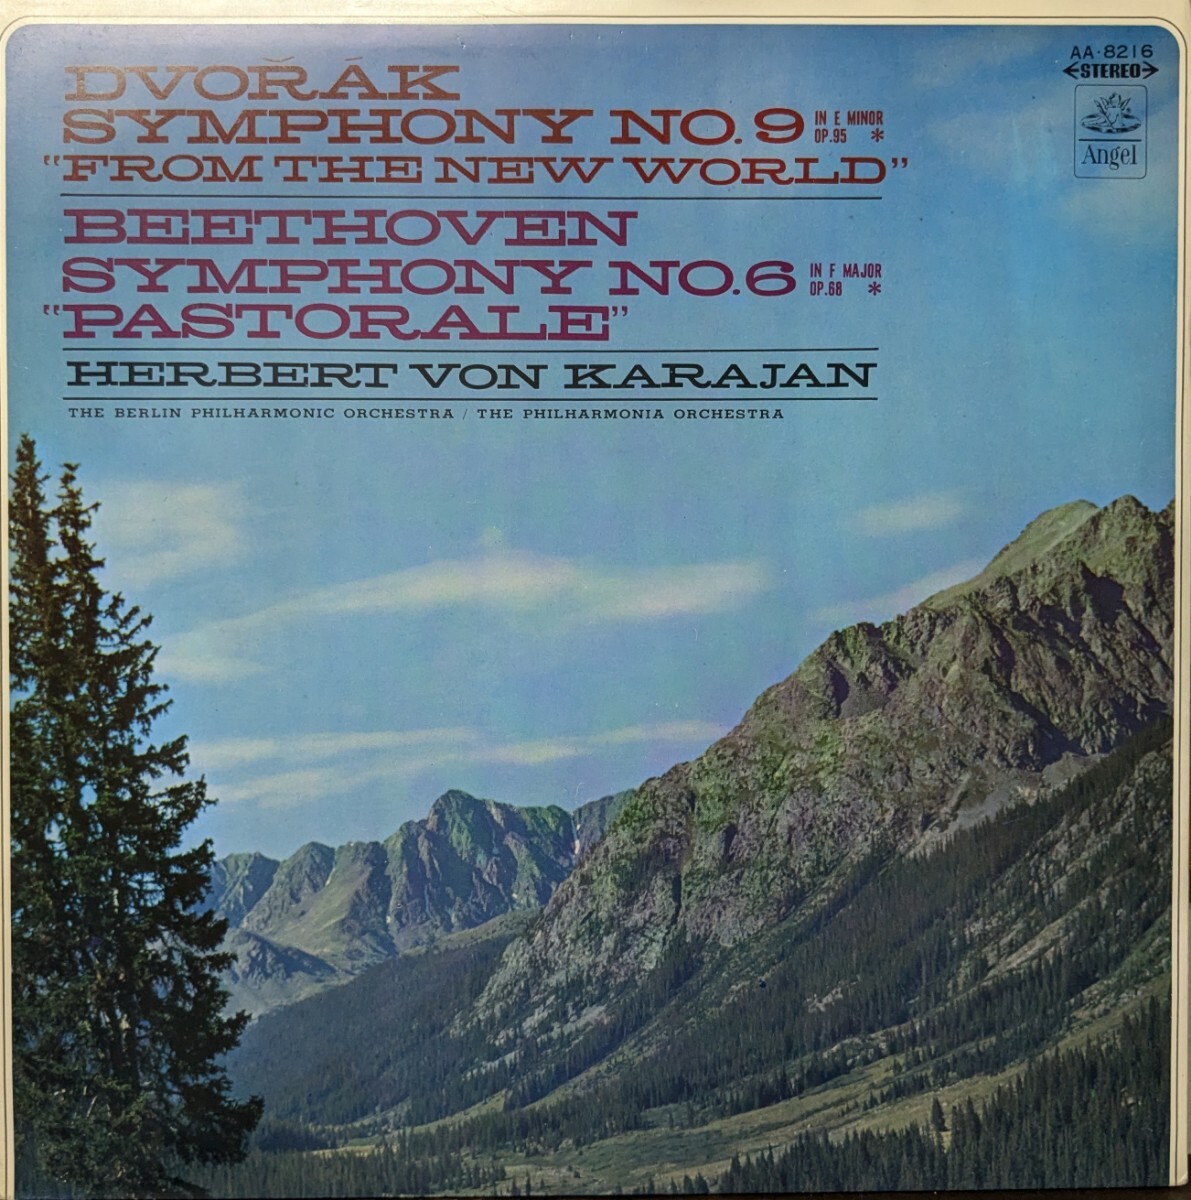 DVOŘÁK
SYMPHONY NO. 9 IN E MINOR OP.95 *
"FROM THE NEW WORLD"
BEETHOVEN
SYMPHONY NO.6 IN F MAJOR OP.68 *
"PASTORALE"
HERBERT VON KARAJAN
THE BERLIN PHILHARMONIC ORCHESTRA / THE PHILHARMONIA ORCHESTRA
AA·8216
STEREO
Angel